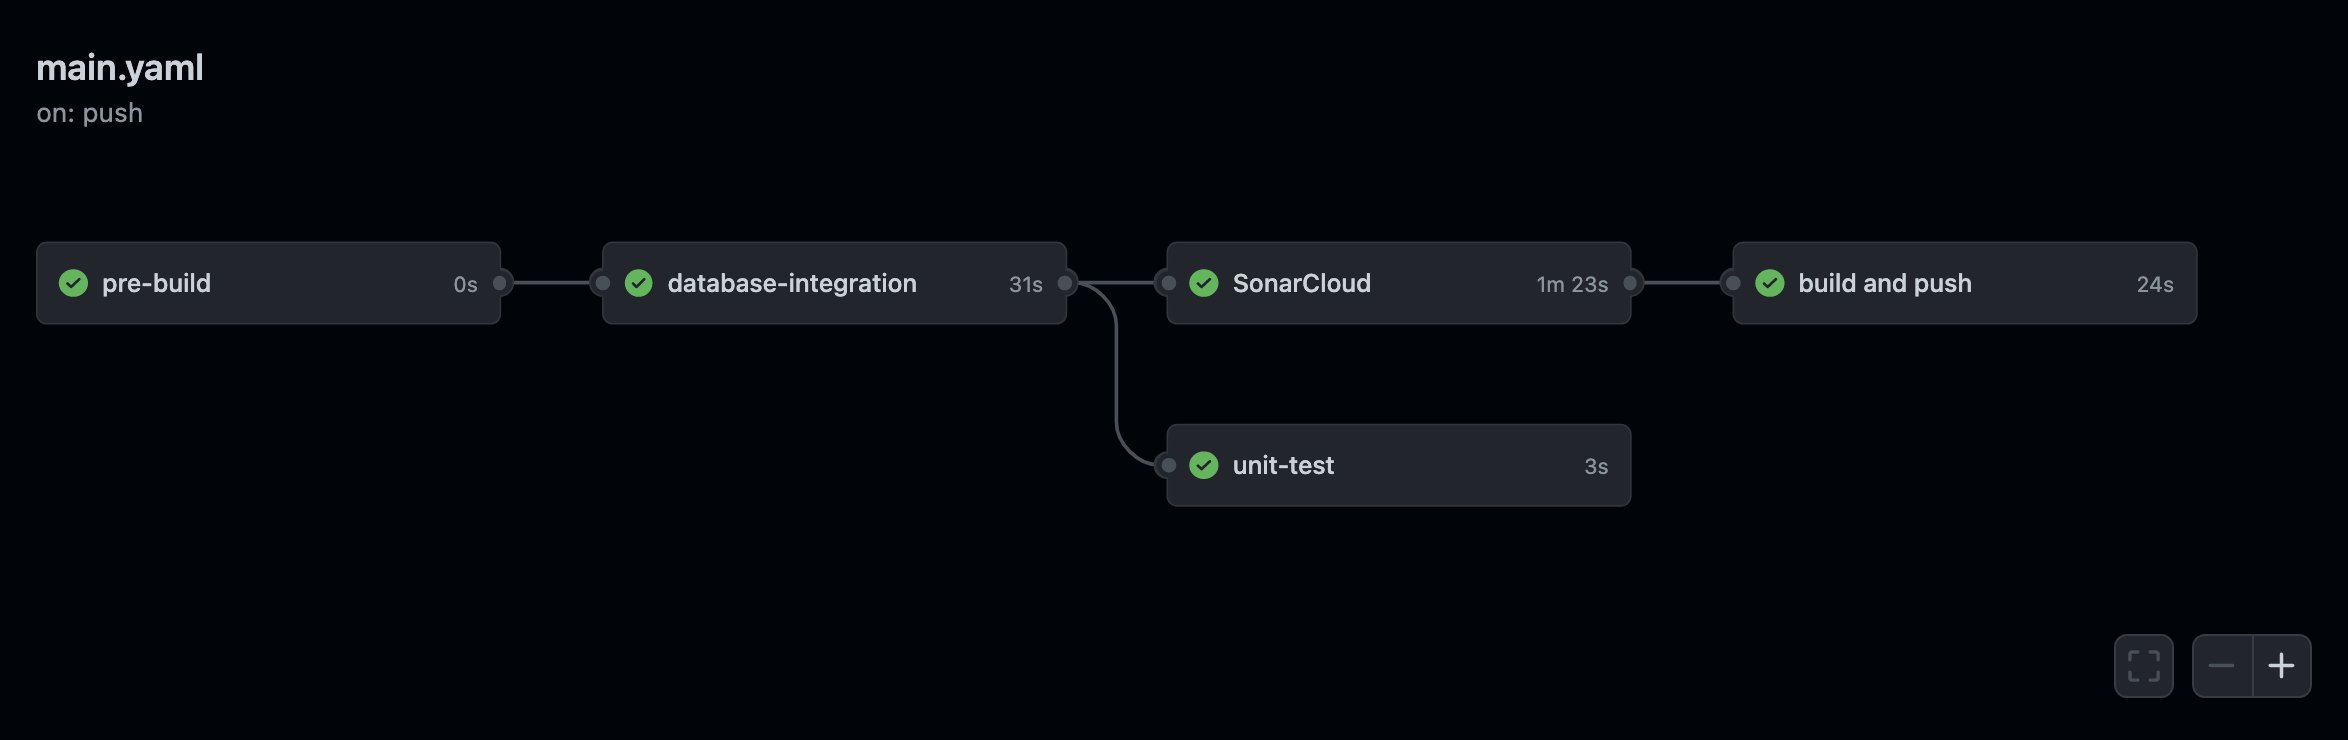 main.yaml
on: push
pre-build 0s
database-integration 31s
SonarCloud 1m 23s
build and push 24s
unit-test 3s